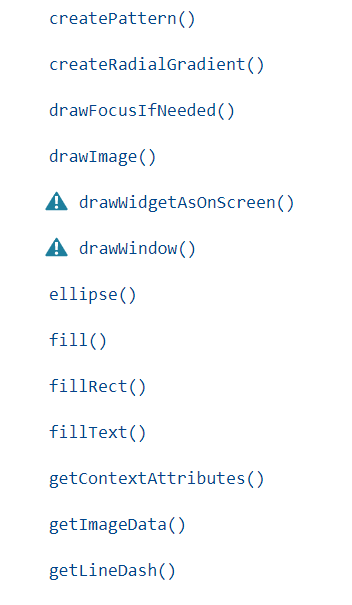 createPattern()
createRadialGradient()
drawFocusIfNeeded()
drawImage()
drawWidgetAsOnScreen()
drawWindow()
ellipse()
fill()
fillRect()
fillText()
getContextAttributes()
getImageData()
getLineDash()